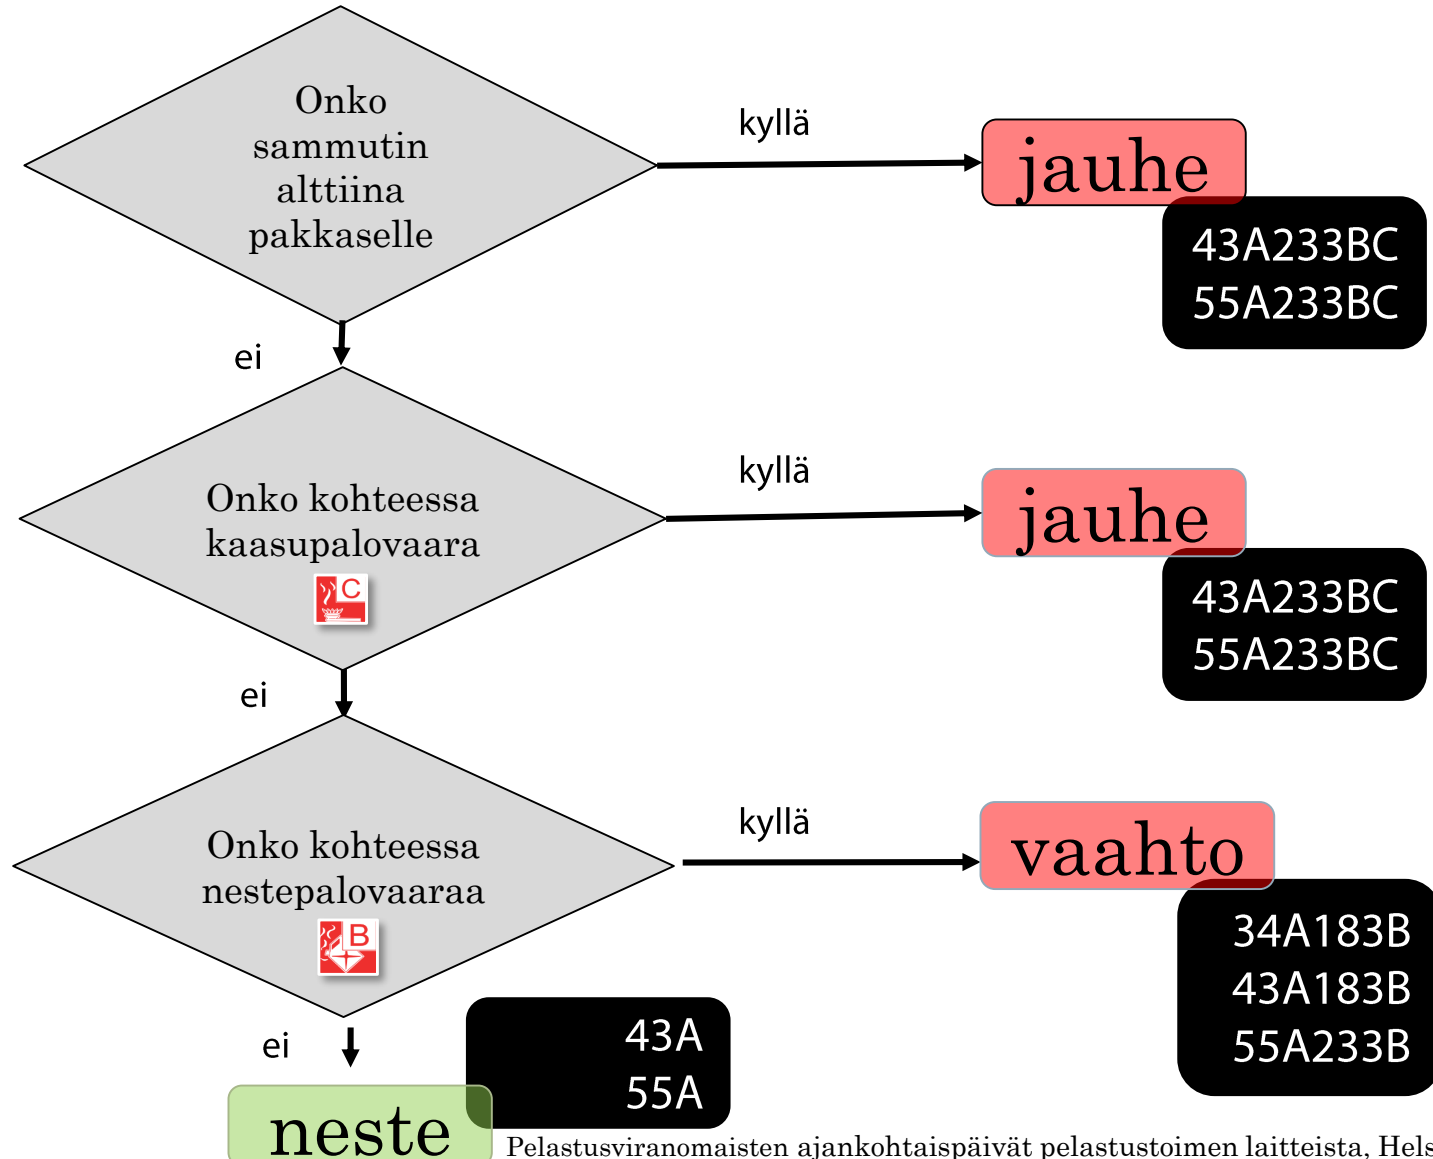 Onko
sammutin
alttiina
pakkaselle
kyllä
jauhe
43A233BC
55A233BC
ei
Onko kohteessa
kaasupalovaara
C
kyllä
jauhe
43A233BC
55A233BC
ei
Onko kohteessa
nestepalovaaraa
B
kyllä
vaahto
34A183B
43A183B
55A233B
ei
43A
55A
neste
Pelastusviranomaisten ajankohtaispäivät pelastustoimen laitteista, Hels